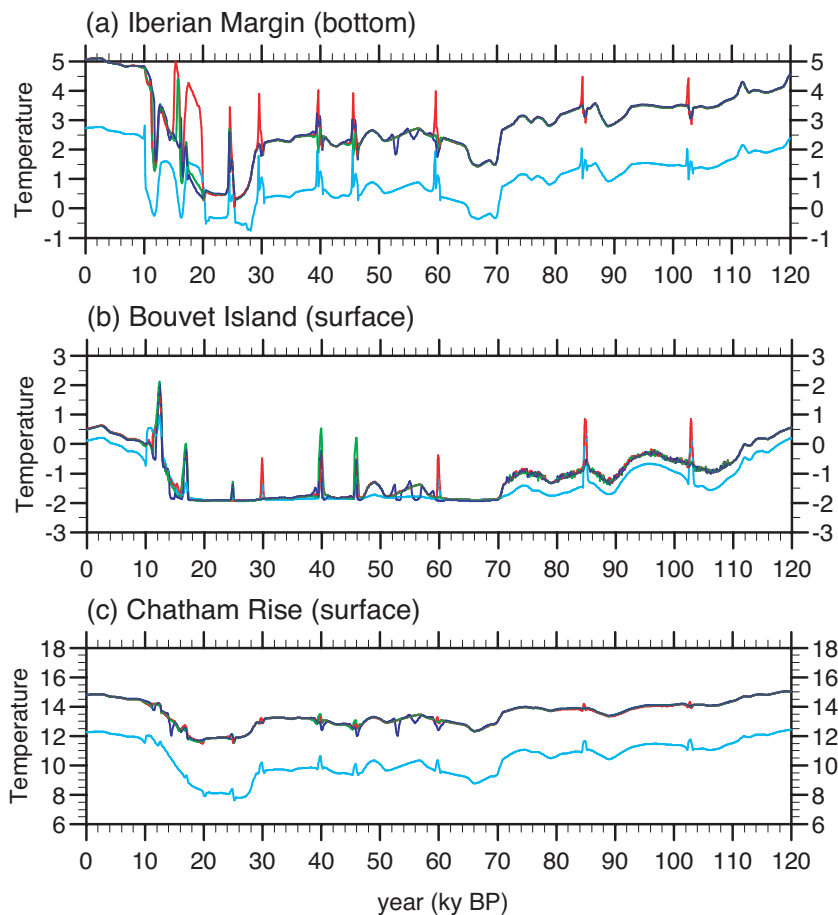 (a) Iberian Margin (bottom)
5 5
4 4
3 3
2 2
1 1
0 0
-1 -1
Temperature
0 10 20 30 40 50 60 70 80 90 100 110 120
(b) Bouvet Island (surface)
3 3
2 2
1 1
0 0
-1 -1
-2 -2
-3 -3
Temperature
0 10 20 30 40 50 60 70 80 90 100 110 120
(c) Chatham Rise (surface)
18 18
16 16
14 14
12 12
10 10
8 8
6 6
Temperature
0 10 20 30 40 50 60 70 80 90 100 110 120
year (ky BP)